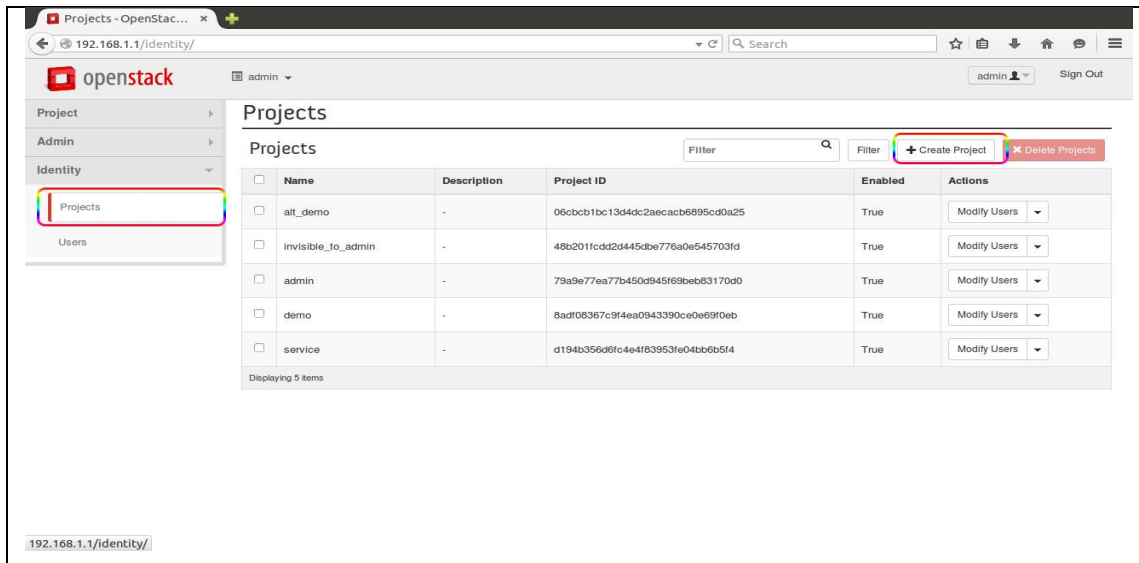 Projects - OpenStac... ×
192.168.1.1/identity/
Search
openstack
admin
admin
Sign Out
Project
Admin
Identity
Projects
Users
Projects
Projects
Filter
Filter
+ Create Project
✖ Delete Projects
Name Description Project ID Enabled Actions
alt_demo - 06cbcb1bc13d4dc2aecacb6895cd0a25 True Modify Users
invisible_to_admin - 48b201fcdd2d445dbe776a0e545703fd True Modify Users
admin - 79a9e77ea77b450d945f69beb83170d0 True Modify Users
demo - 8adf08367c9f4ea0943390ce0e69f0eb True Modify Users
service - d194b356d6fc4e4f83953fe04bb6b5f4 True Modify Users
Displaying 5 items
192.168.1.1/identity/